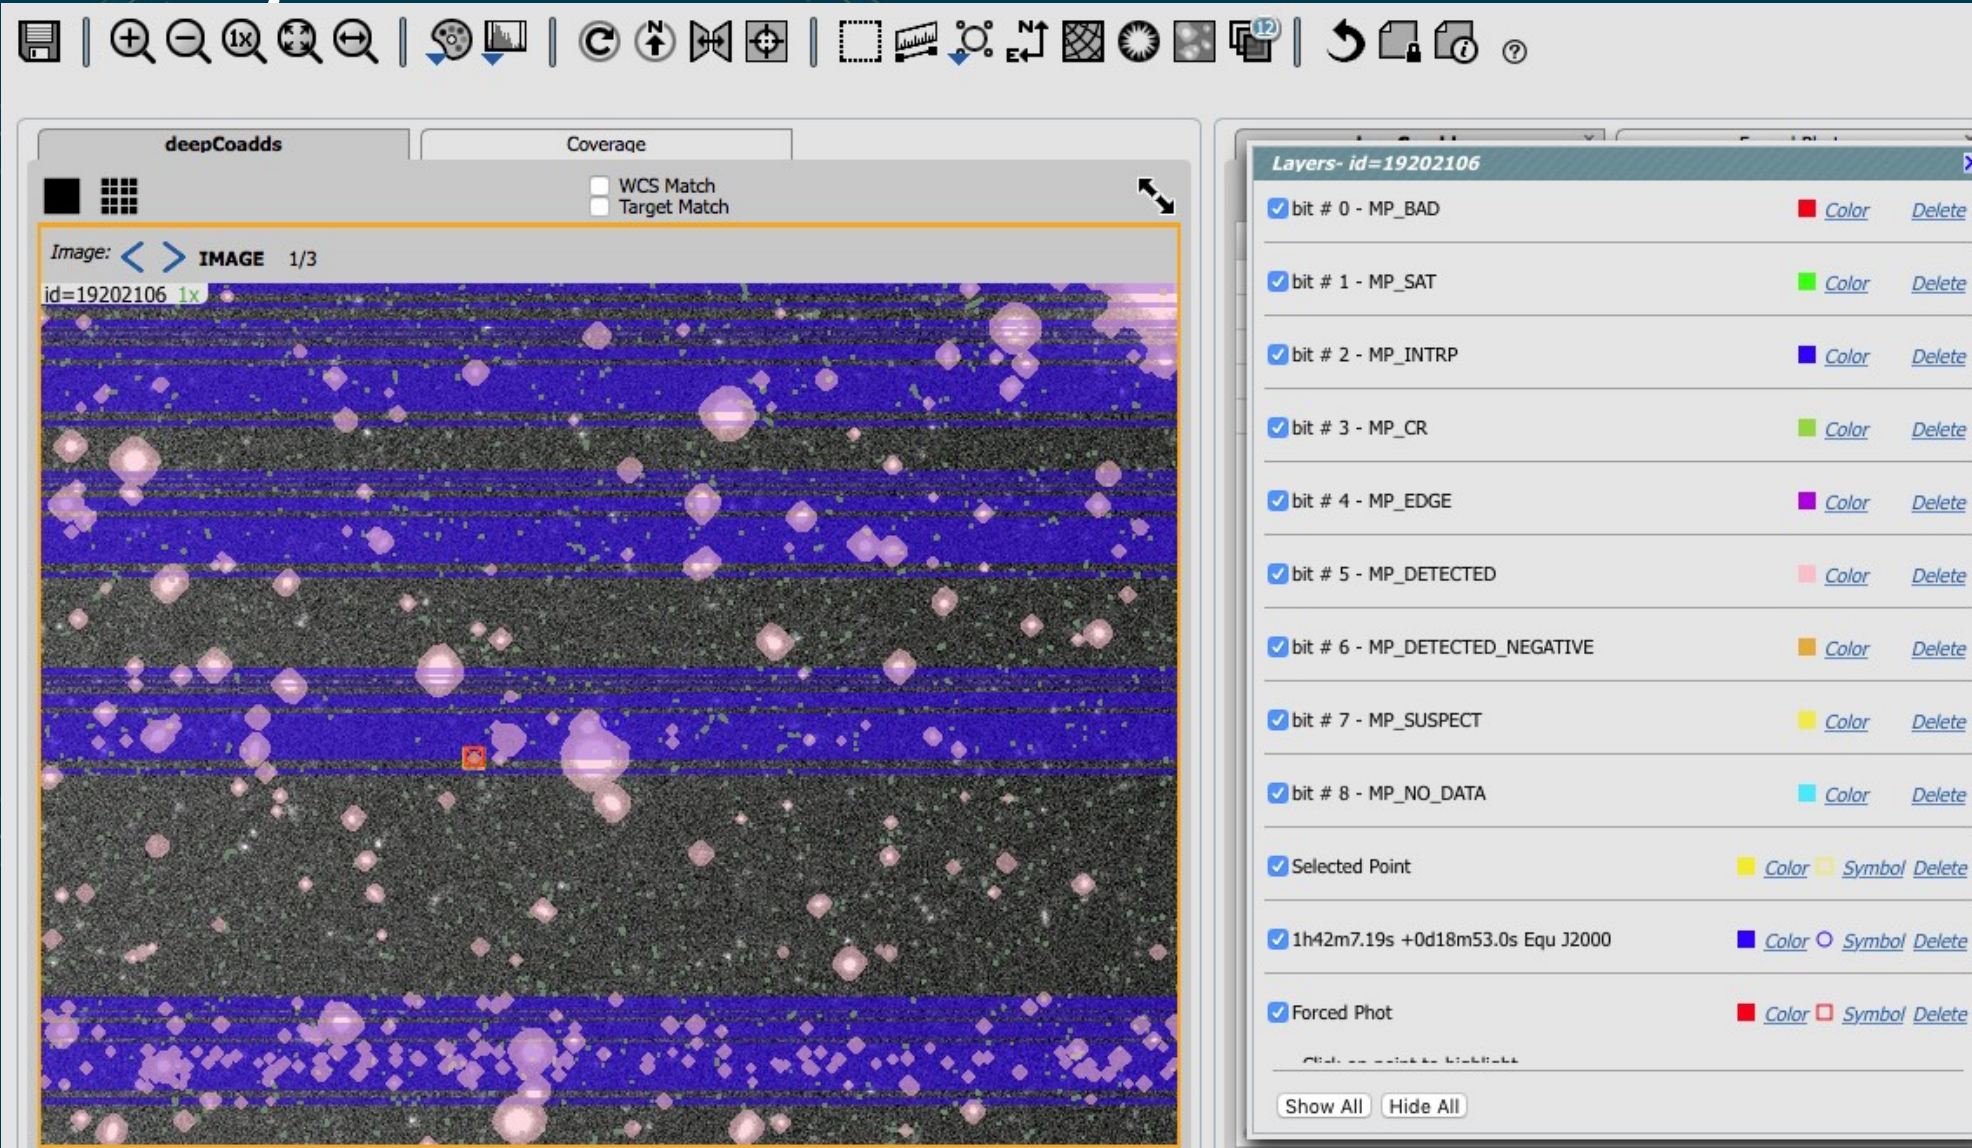 1x
N
N
E
12
i
?
deepCoadds
Coverage
WCS Match
Target Match
Image: IMAGE 1/3
id=19202106 1x
Layers- id=19202106
bit # 0 - MP_BAD Color Delete
bit # 1 - MP_SAT Color Delete
bit # 2 - MP_INTRP Color Delete
bit # 3 - MP_CR Color Delete
bit # 4 - MP_EDGE Color Delete
bit # 5 - MP_DETECTED Color Delete
bit # 6 - MP_DETECTED_NEGATIVE Color Delete
bit # 7 - MP_SUSPECT Color Delete
bit # 8 - MP_NO_DATA Color Delete
Selected Point Color Symbol Delete
1h42m7.19s +0d18m53.0s Equ J2000 Color Symbol Delete
Forced Phot Color Symbol Delete
Show All Hide All